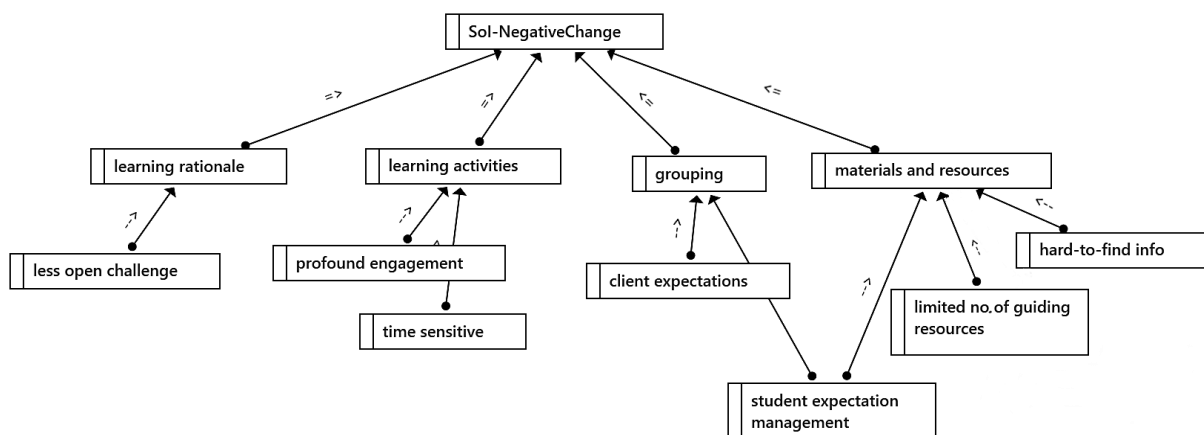 SoI-NegativeChange
=>
=>
<=
<=
learning rationale
learning activities
grouping
materials and resources
-->
-->
-->
-->
<--
<--
less open challenge
profound engagement
client expectations
hard-to-find info
time sensitive
limited no. of guiding
resources
student expectation
management